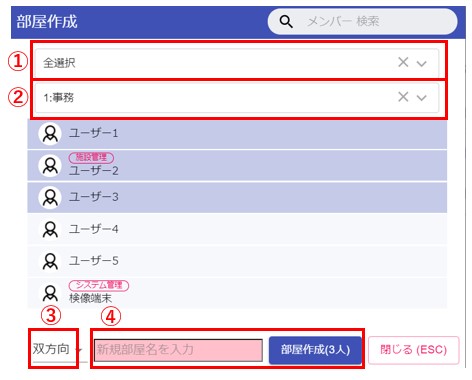 部屋作成
メンバー 検索
① 全選択
② 1:事務
ユーザー1
施設管理
ユーザー2
ユーザー3
ユーザー4
ユーザー5
システム管理
検像端末
③ ④
双方向 新規部屋名を入力 部屋作成(3人) 閉じる (ESC)